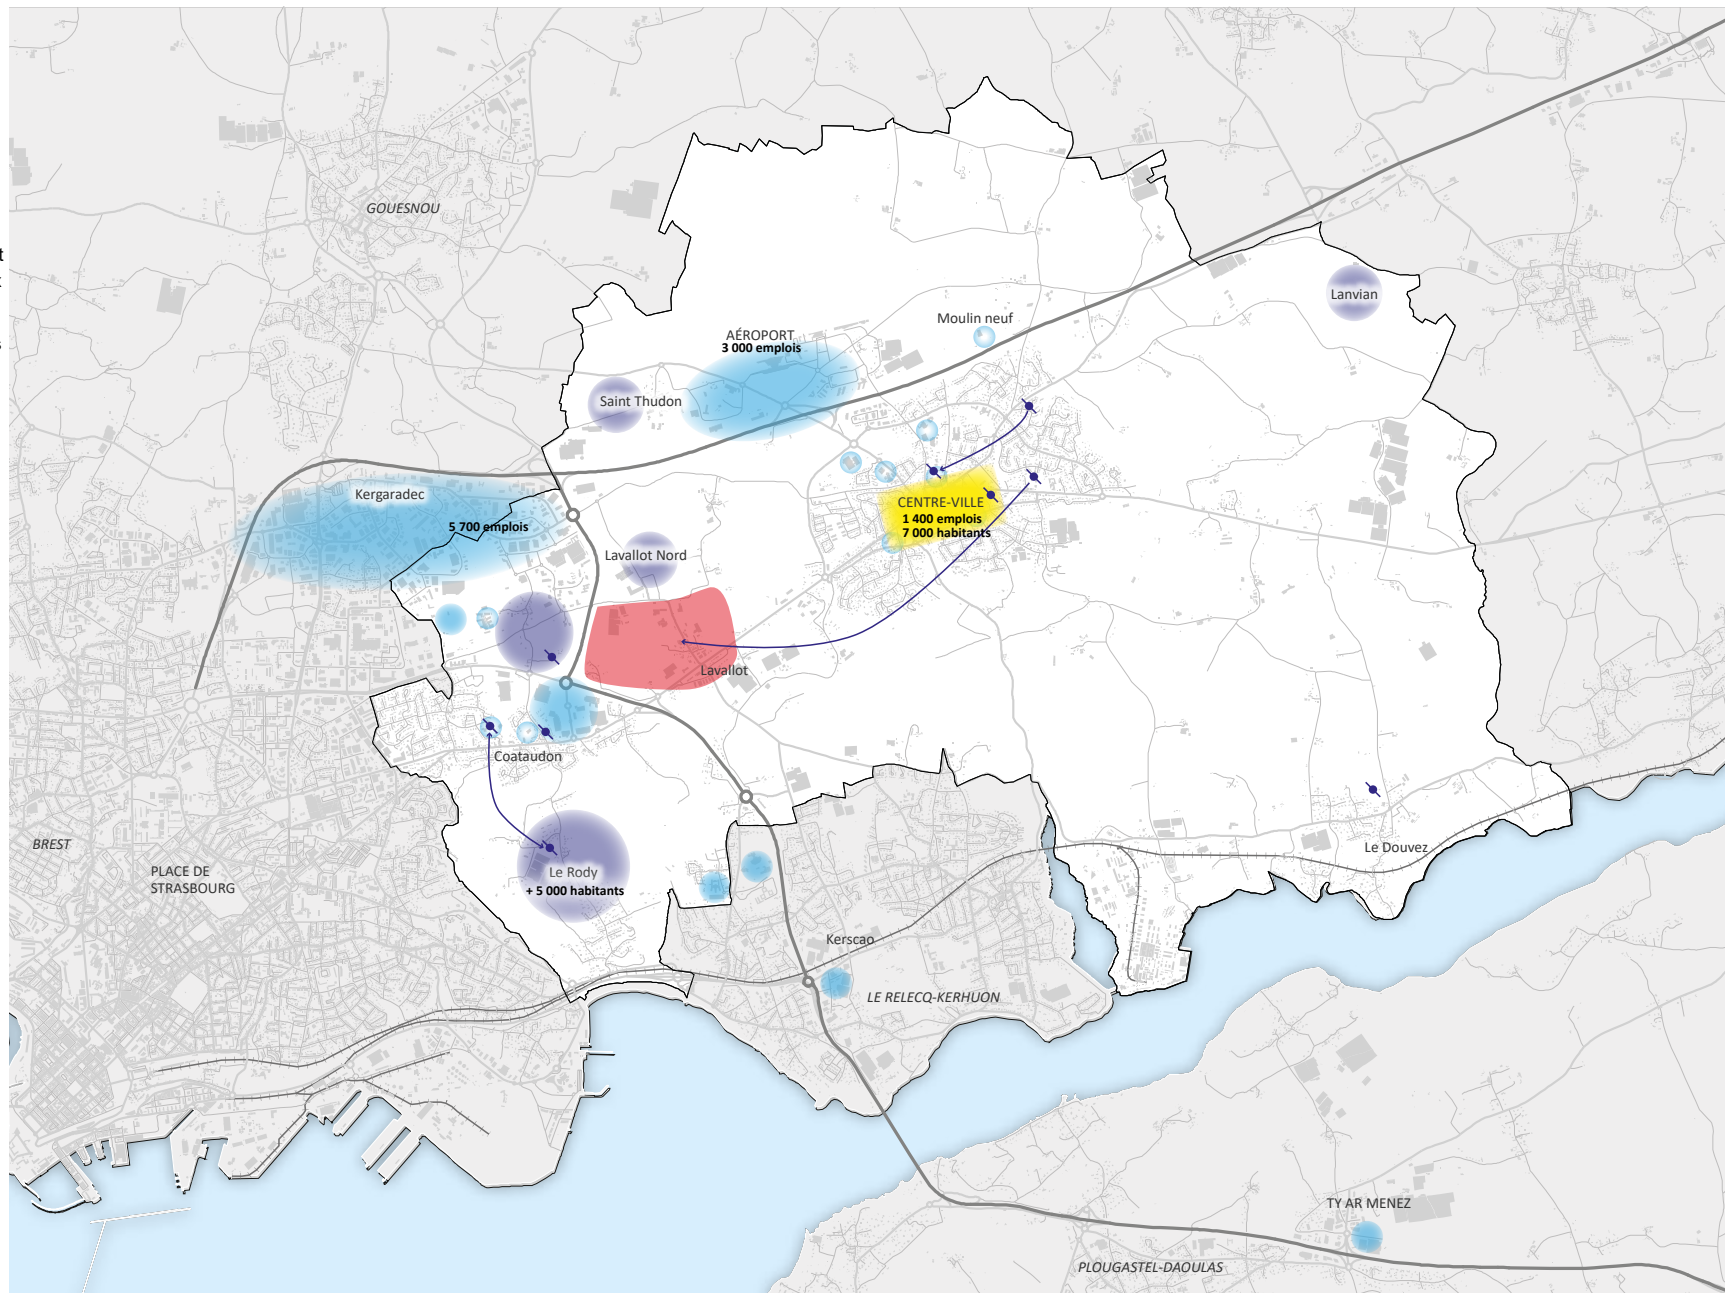 GOUESNOU
t
Lanvian
Moulin neuf
AÉROPORT
3 000 emplois
Saint Thudon
Kergaradec
5 700 emplois
CENTRE-VILLE
1 400 emplois
7 000 habitants
Lavallot Nord
Lavallot
Coataudon
BREST
PLACE DE
STRASBOURG
Le Rody
+ 5 000 habitants
Le Douvez
Kerscao
LE RELECQ-KERHUON
TY AR MENEZ
PLOUGASTEL-DAOULAS